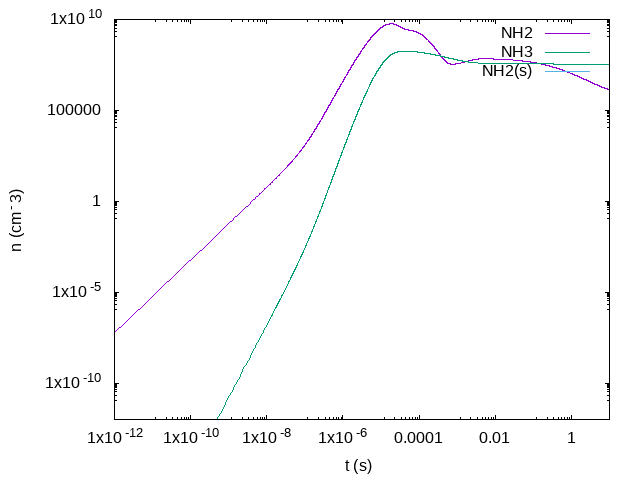 1x10^10
NH2
NH3
NH2(s)
100000
1
1x10^-5
1x10^-10
n (cm^-3)
1x10^-12
1x10^-10
1x10^-8
1x10^-6
0.0001
0.01
1
t (s)